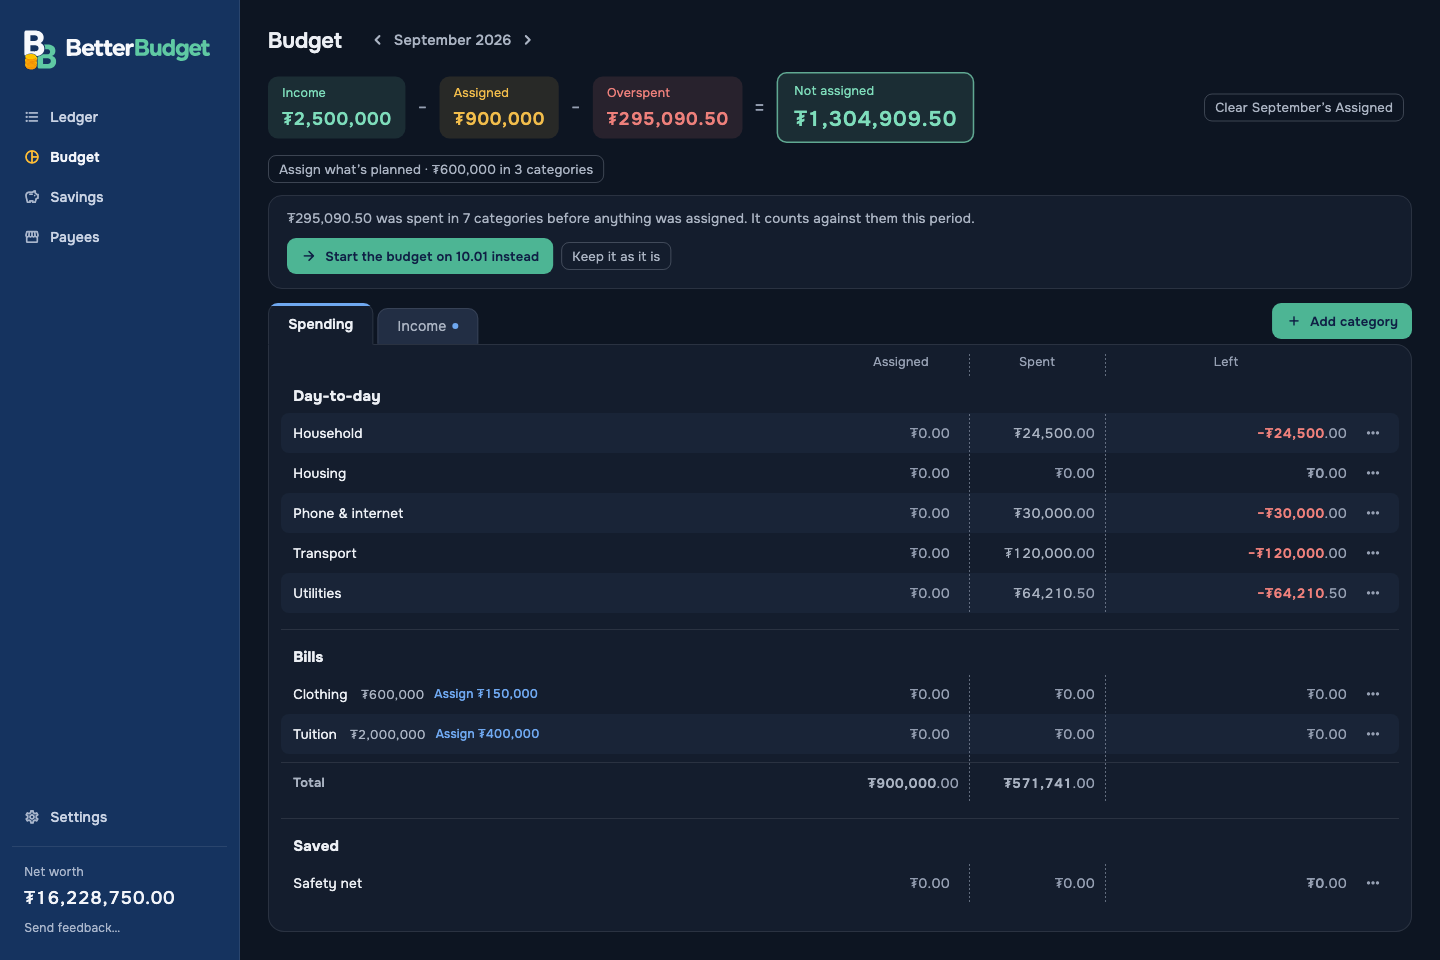 BetterBudget
Ledger
Budget
Savings
Payees
Settings
Net worth
₮16,228,750.00
Send feedback...
Budget
September 2026
Income
₮2,500,000
–
Assigned
₮900,000
–
Overspent
₮295,090.50
=
Not assigned
₮1,304,909.50
Clear September's Assigned
Assign what's planned · ₮600,000 in 3 categories
₮295,090.50 was spent in 7 categories before anything was assigned. It counts against them this period.
Start the budget on 10.01 instead
Keep it as it is
Spending
Income
+ Add category
Assigned Spent Left
Day-to-day
Household ₮0.00 ₮24,500.00 -₮24,500.00
Housing ₮0.00 ₮0.00 ₮0.00
Phone & internet ₮0.00 ₮30,000.00 -₮30,000.00
Transport ₮0.00 ₮120,000.00 -₮120,000.00
Utilities ₮0.00 ₮64,210.50 -₮64,210.50
Bills
Clothing ₮600,000 Assign ₮150,000 ₮0.00 ₮0.00 ₮0.00
Tuition ₮2,000,000 Assign ₮400,000 ₮0.00 ₮0.00 ₮0.00
Total ₮900,000.00 ₮571,741.00
Saved
Safety net ₮0.00 ₮0.00 ₮0.00